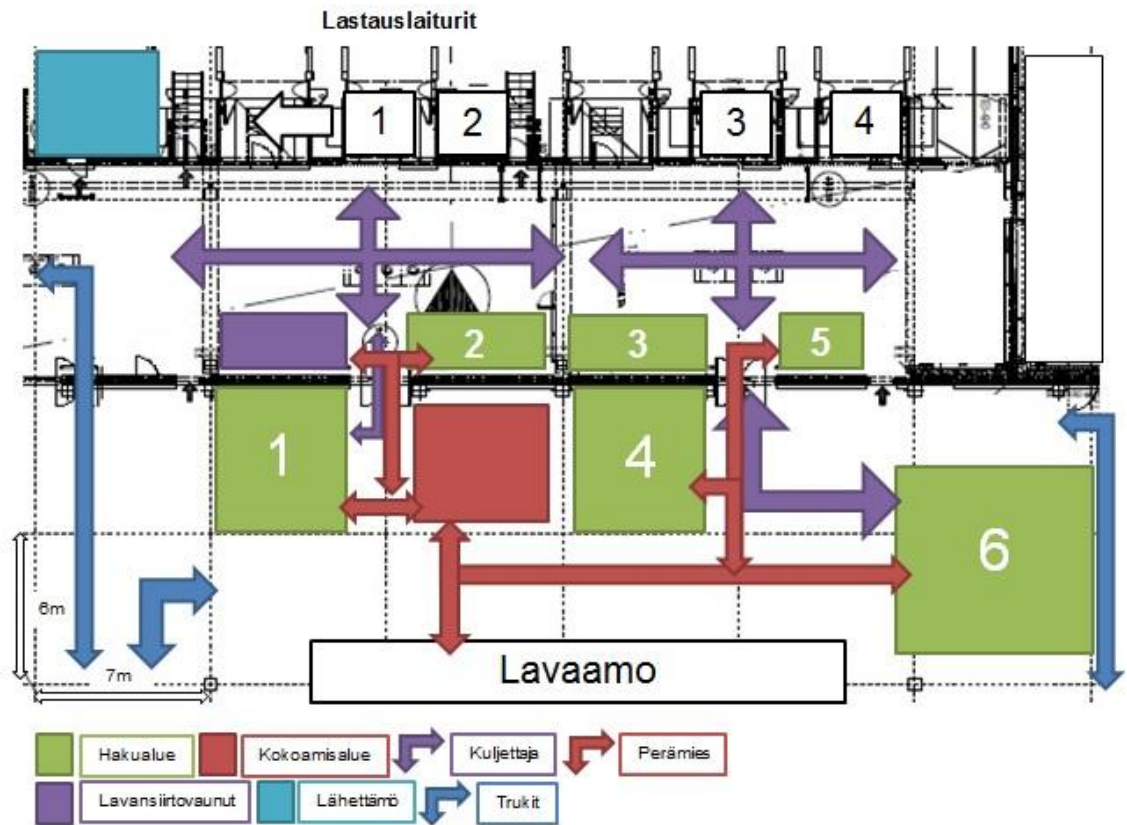 Lastauslaiturit
1 2 3 4
2 3 5
1 4
6
6m
7m
Lavaamo
Hakualue Kokoamisalue Kuljettaja Perämies
Lavansiirtovaunut Lähettämö Trukit